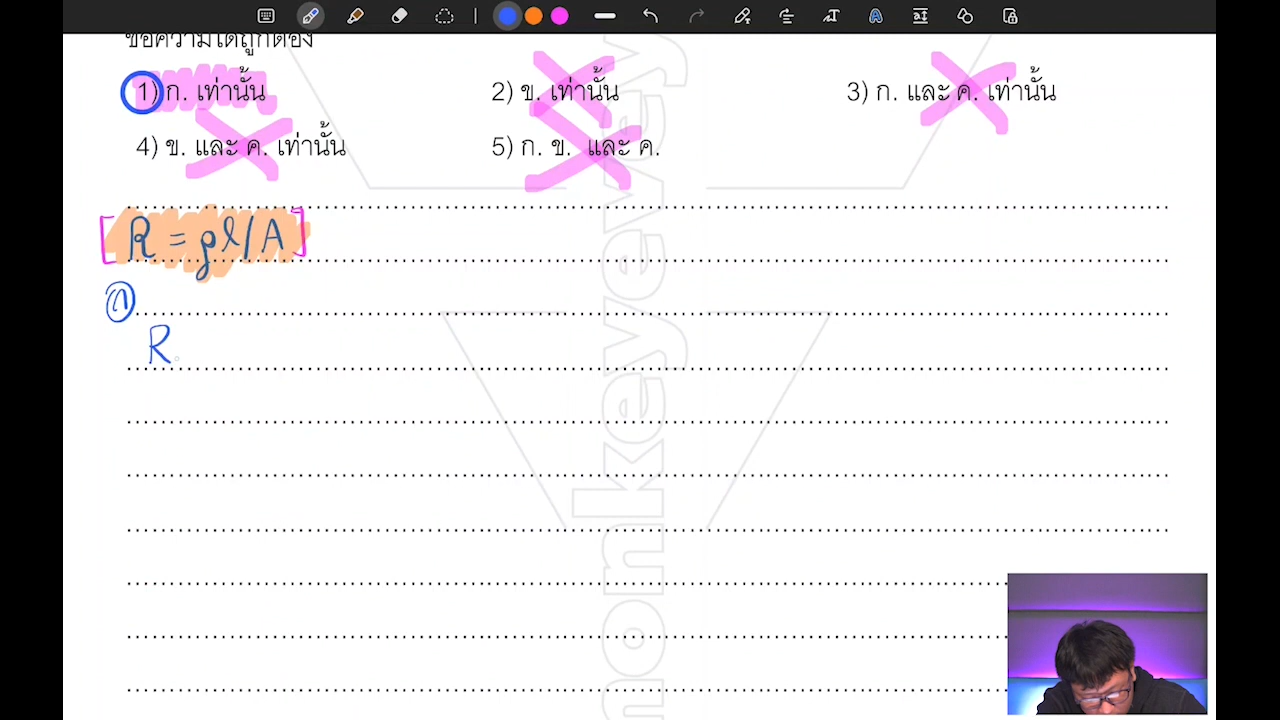 ข้อความใดถูกต้อง
1) ก. เท่านั้น 2) ข. เท่านั้น 3) ก. และ ค. เท่านั้น
4) ข. และ ค. เท่านั้น 5) ก. ข. และ ค.
R = ρl/A
ก
R
monkeyeveryday